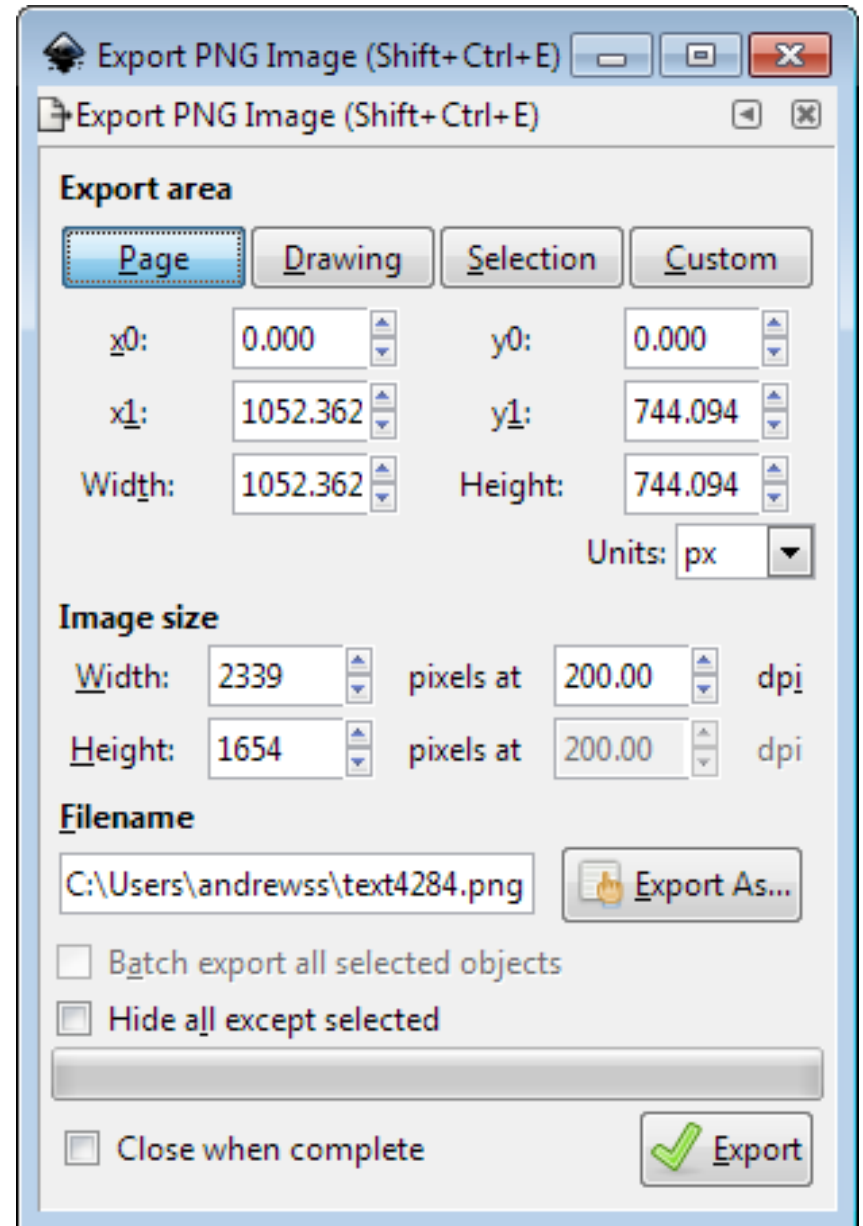 Export PNG Image (Shift+Ctrl+E)
Export PNG Image (Shift+Ctrl+E)
Export area
Page Drawing Selection Custom
x0: 0.000 y0: 0.000
x1: 1052.362 y1: 744.094
Width: 1052.362 Height: 744.094
Units: px
Image size
Width: 2339 pixels at 200.00 dpi
Height: 1654 pixels at 200.00 dpi
Filename
C:\Users\andrewss\text4284.png Export As...
Batch export all selected objects
Hide all except selected
Close when complete Export